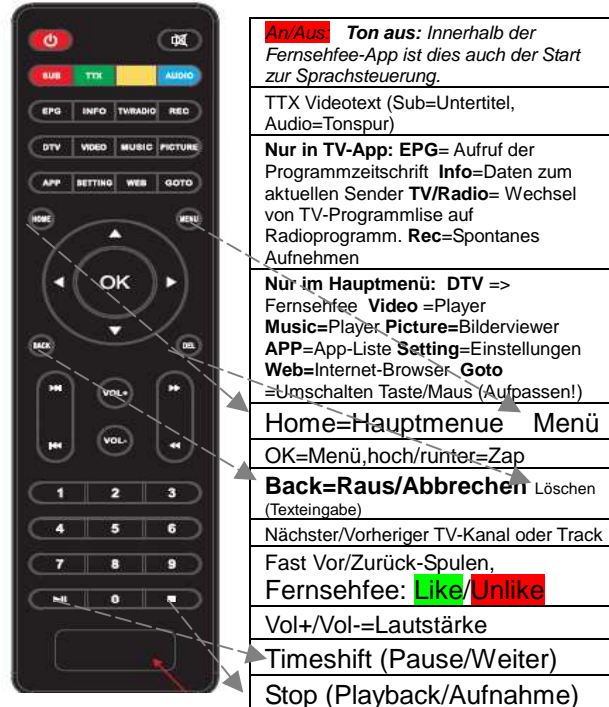 SUB TTX AUDIO
EPG INFO TV/RADIO REC
DTV VIDEO MUSIC PICTURE
APP SETTING WEB GOTO
HOME MENU
OK
BACK DEL
VOL+
VOL-
1 2 3
4 5 6
7 8 9
0
An/Aus: Ton aus: Innerhalb der
Fernsehfee-App ist dies auch der Start
zur Sprachsteuerung.
TTX Videotext (Sub=Untertitel,
Audio=Tonspur)
Nur in TV-App: EPG= Aufruf der
Programmzeitschrift Info=Daten zum
aktuellen Sender TV/Radio= Wechsel
von TV-Programmlise auf
Radioprogramm. Rec=Spontanes
Aufnehmen
Nur im Hauptmenü: DTV =>
Fernsehfee Video =Player
Music=Player Picture=Bilderviewer
APP=App-Liste Setting=Einstellungen
Web=Internet-Browser Goto
=Umschalten Taste/Maus (Aufpassen!)
Home=Hauptmenue Menü
OK=Menü,hoch/runter=Zap
Back=Raus/Abbrechen Löschen
(Texteingabe)
Nächster/Vorheriger TV-Kanal oder Track
Fast Vor/Zurück-Spulen,
Fernsehfee: Like/Unlike
Vol+/Vol-=Lautstärke
Timeshift (Pause/Weiter)
Stop (Playback/Aufnahme)